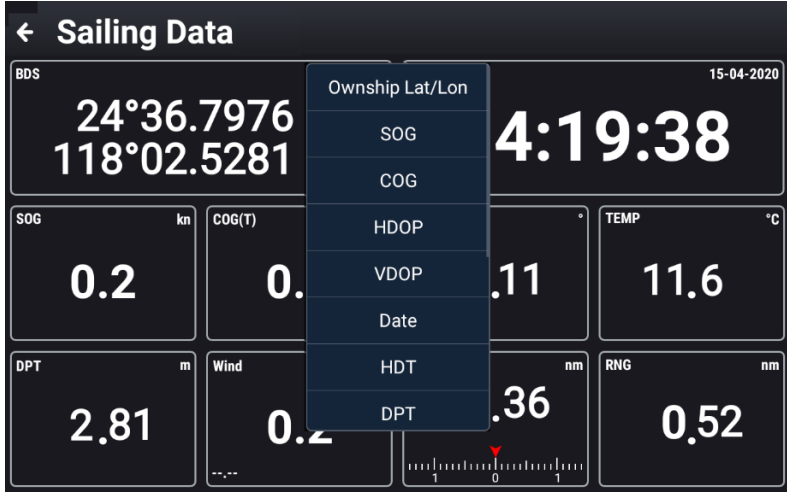 Sailing Data
BDS
24°36.7976
118°02.5281
15-04-2020
4:19:38
Ownship Lat/Lon
SOG
COG
HDOP
VDOP
Date
HDT
DPT
SOG kn
0.2
COG(T)
0.
°
.11
TEMP °C
11.6
DPT m
2.81
Wind
0.2
--.--
nm
.36
1 0 1
RNG nm
0.52